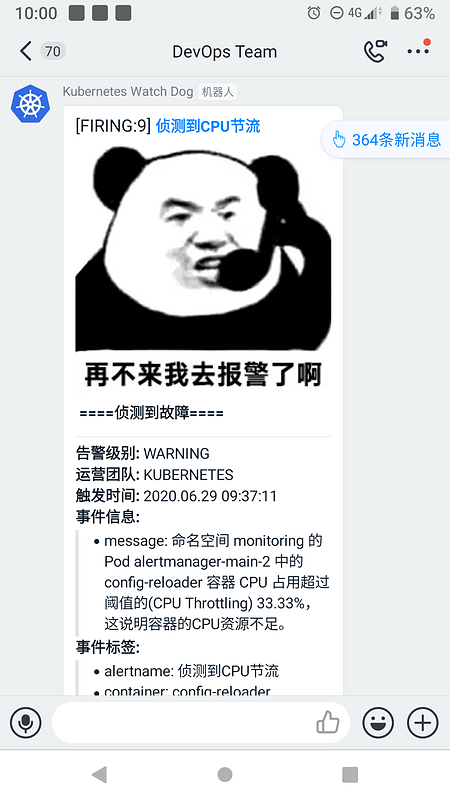 10:00
4G
63%
70
DevOps Team
Kubernetes Watch Dog 机器人
[FIRING:9] 侦测到CPU节流
364条新消息
再不来我去报警了啊
====侦测到故障====
告警级别: WARNING
运营团队: KUBERNETES
触发时间: 2020.06.29 09:37:11
事件信息:
• message: 命名空间 monitoring 的
Pod alertmanager-main-2 中的
config-reloader 容器 CPU 占用超过
阈值的(CPU Throttling) 33.33%，
这说明容器的CPU资源不足。
事件标签:
• alertname: 侦测到CPU节流
• container: config-reloader